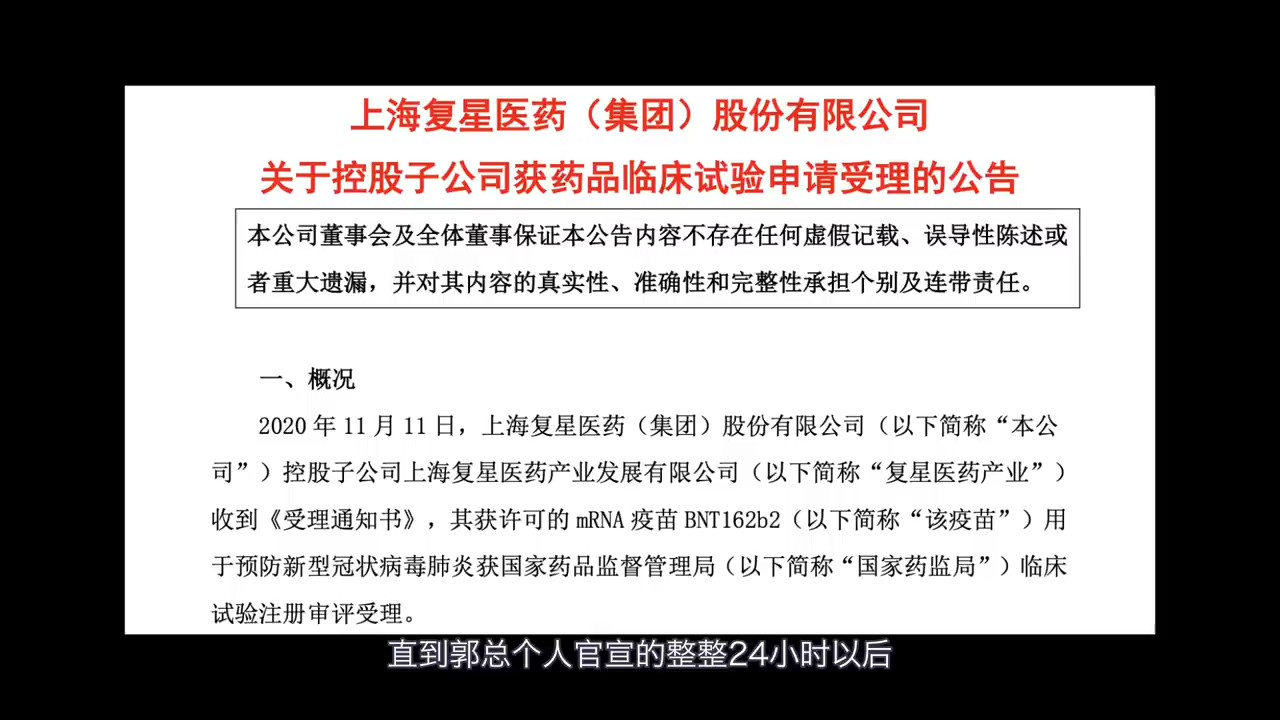 上海复星医药（集团）股份有限公司
关于控股子公司获药品临床试验申请受理的公告
本公司董事会及全体董事保证本公告内容不存在任何虚假记载、误导性陈述或
者重大遗漏，并对其内容的真实性、准确性和完整性承担个别及连带责任。
一、概况
2020 年 11 月 11 日，上海复星医药（集团）股份有限公司（以下简称“本公
司”）控股子公司上海复星医药产业发展有限公司（以下简称“复星医药产业”）
收到《受理通知书》，其获许可的 mRNA 疫苗 BNT162b2（以下简称“该疫苗”）用
于预防新型冠状病毒肺炎获国家药品监督管理局（以下简称“国家药监局”）临床
试验注册审评受理。
直到郭总个人官宣的整整24小时以后